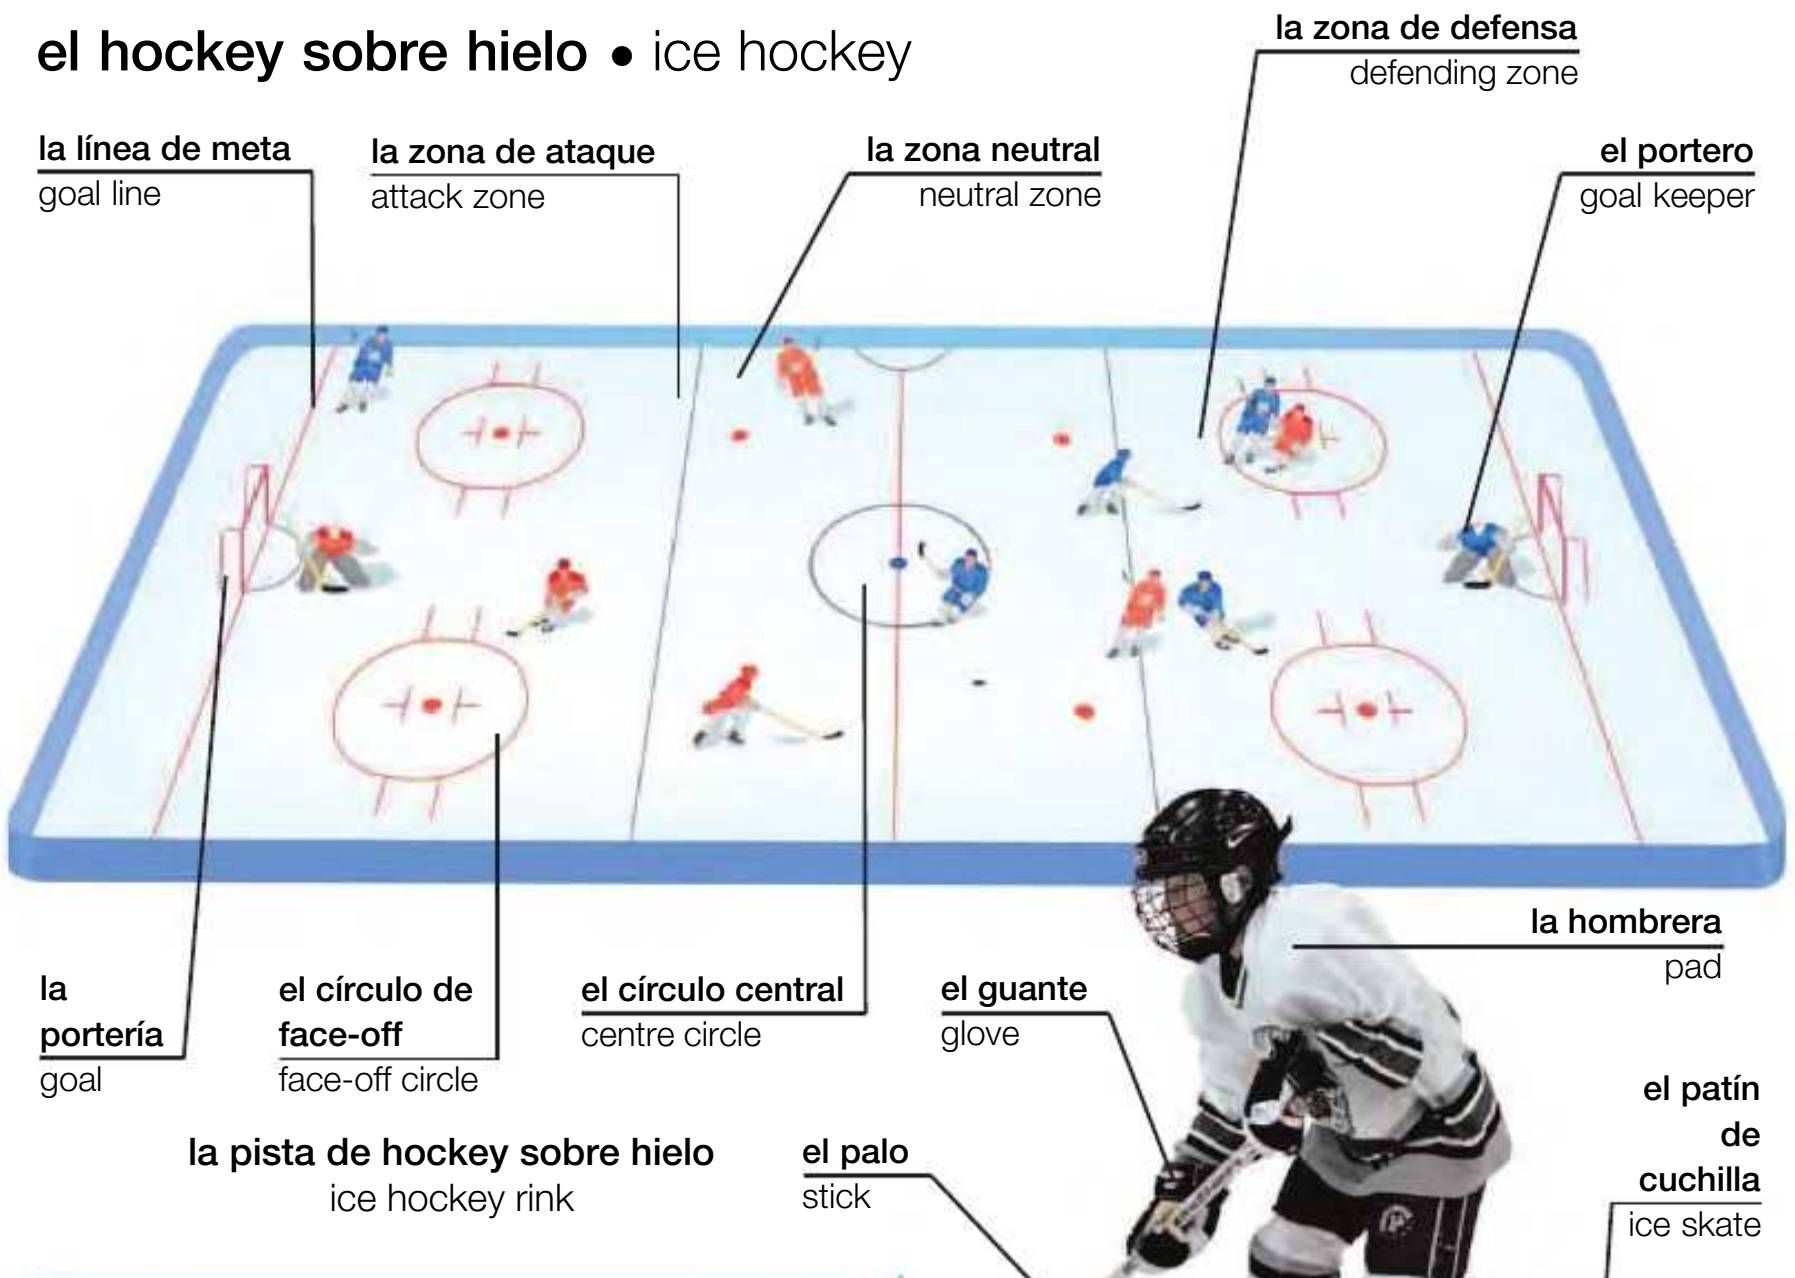 el hockey sobre hielo • ice hockey
la zona de defensa
defending zone
la línea de meta
goal line
la zona de ataque
attack zone
la zona neutral
neutral zone
el portero
goal keeper
la hombrera
pad
la
portería
goal
el círculo de
face-off
face-off circle
el círculo central
centre circle
el guante
glove
el patín
de
cuchilla
ice skate
la pista de hockey sobre hielo
ice hockey rink
el palo
stick